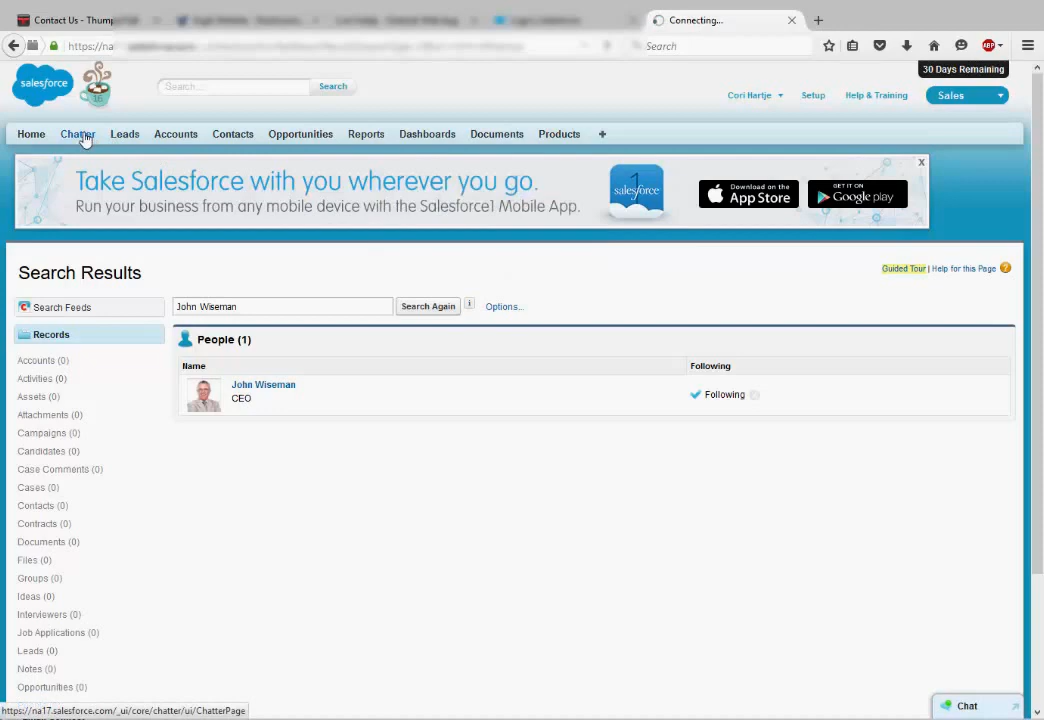 Contact Us - Thump
Connecting...
https://na
Search
salesforce
16
Search...
Search
30 Days Remaining
Cori Hartje
Setup
Help & Training
Sales
Home
Chatter
Leads
Accounts
Contacts
Opportunities
Reports
Dashboards
Documents
Products
+
Take Salesforce with you wherever you go.
Run your business from any mobile device with the Salesforce1 Mobile App.
1
salesforce
Download on the
App Store
GET IT ON
Google play
X
Search Results
Guided Tour | Help for this Page
Search Feeds
John Wiseman
Search Again
i
Options...
Records
People (1)
Name
Following
John Wiseman
CEO
Following
Accounts (0)
Activities (0)
Assets (0)
Attachments (0)
Campaigns (0)
Candidates (0)
Case Comments (0)
Cases (0)
Contacts (0)
Contracts (0)
Documents (0)
Files (0)
Groups (0)
Ideas (0)
Interviewers (0)
Job Applications (0)
Leads (0)
Notes (0)
Opportunities (0)
https://na17.salesforce.com/_ui/core/chatter/ui/ChatterPage
Chat